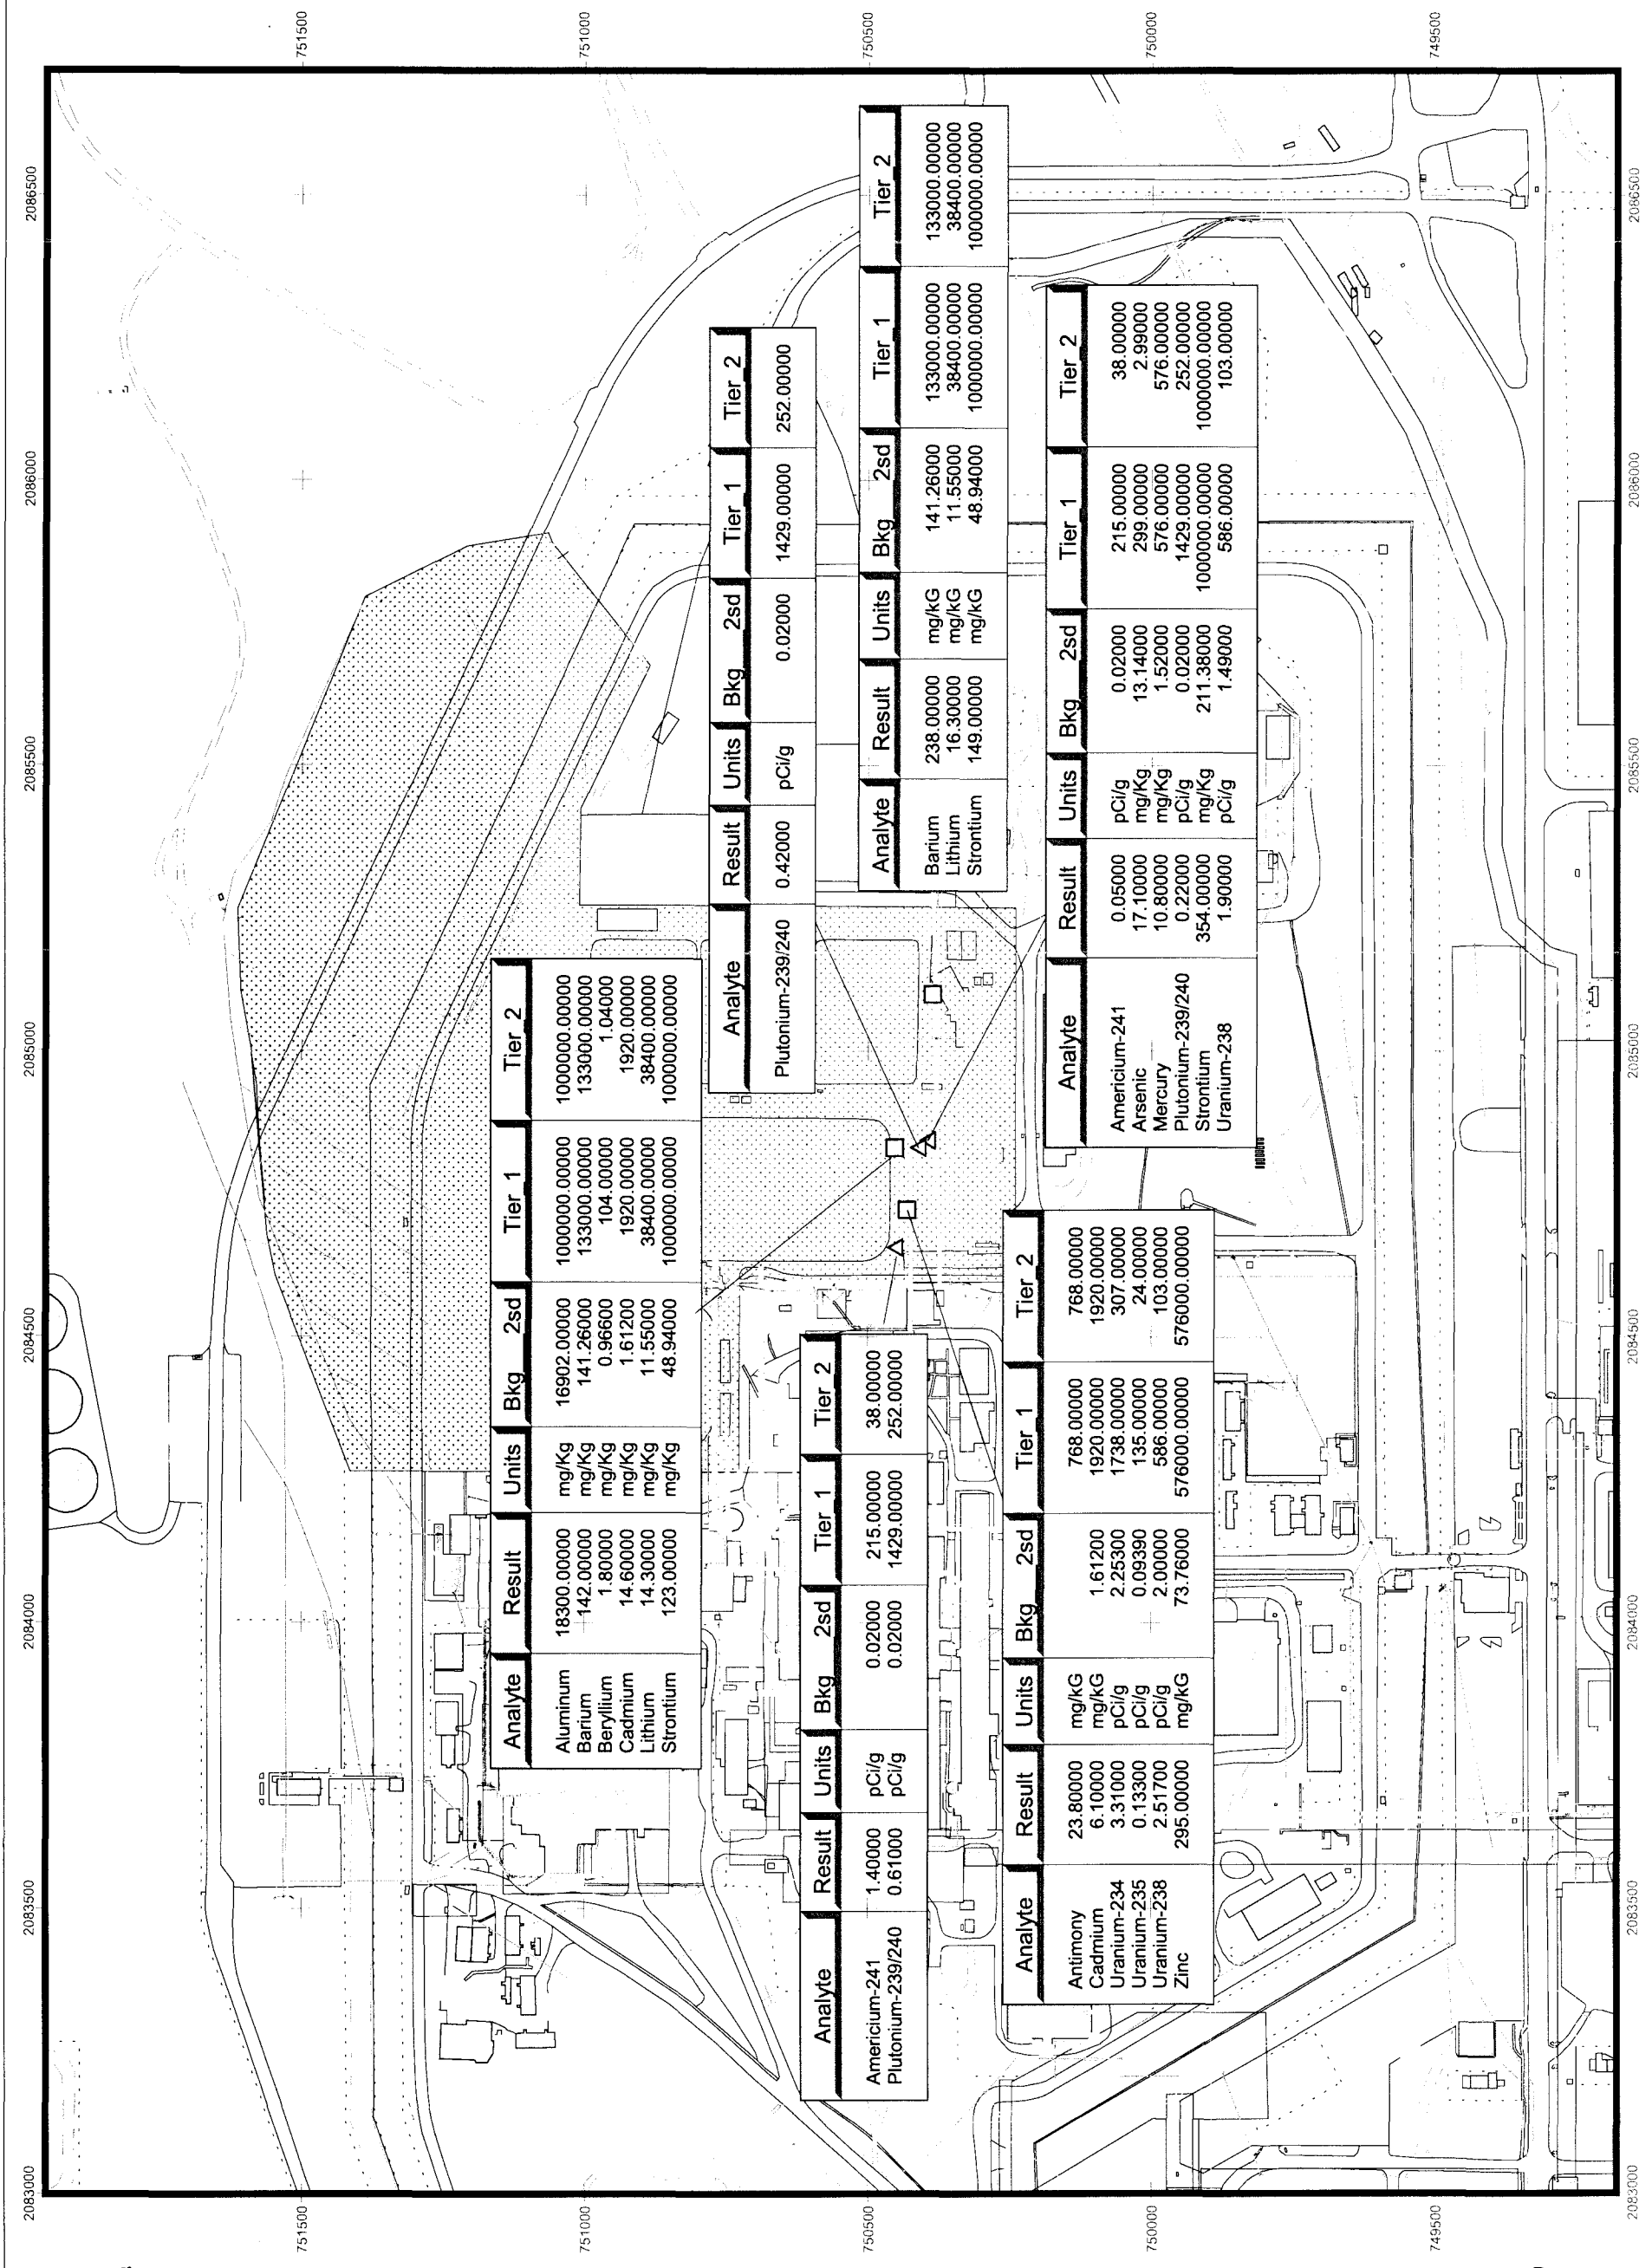 2083000 2083500 2084000 2084500 2085000 2085500 2086000 2086500
751500 751500
751000 751000
750500 750500
750000 750000
749500 749500
Analyte Result Units Bkg 2sd Tier 1 Tier 2
Aluminum 18300.00000 mg/Kg 16902.00000 1000000.00000 1000000.00000
Barium 142.00000 mg/Kg 141.26000 133000.00000 133000.00000
Beryllium 1.80000 mg/Kg 0.96600 104.00000 1.04000
Cadmium 14.60000 mg/Kg 1.61200 1920.00000 1920.00000
Lithium 14.30000 mg/Kg 11.55000 38400.00000 38400.00000
Strontium 123.00000 mg/Kg 48.94000 1000000.00000 1000000.00000
Analyte Result Units Bkg 2sd Tier 1 Tier 2
Plutonium-239/240 0.42000 pCi/g 0.02000 1429.00000 252.00000
Analyte Result Units Bkg 2sd Tier 1 Tier 2
Americium-241 1.40000 pCi/g 0.02000 215.00000 38.00000
Plutonium-239/240 0.61000 pCi/g 0.02000 1429.00000 252.00000
Analyte Result Units Bkg 2sd Tier 1 Tier 2
Barium 238.00000 mg/KG 141.26000 133000.00000 133000.00000
Lithium 16.30000 mg/KG 11.55000 38400.00000 38400.00000
Strontium 149.00000 mg/KG 48.94000 1000000.00000 1000000.00000
Analyte Result Units Bkg 2sd Tier 1 Tier 2
Antimony 23.80000 mg/KG 768.00000 768.00000
Cadmium 6.10000 mg/KG 1.61200 1920.00000 1920.00000
Uranium-234 3.31000 pCi/g 2.25300 1738.00000 307.00000
Uranium-235 0.13300 pCi/g 0.09390 135.00000 24.00000
Uranium-238 2.51700 pCi/g 2.00000 586.00000 103.00000
Zinc 295.00000 mg/KG 73.76000 576000.00000 576000.00000
Analyte Result Units Bkg 2sd Tier 1 Tier 2
Americium-241 0.05000 pCi/g 0.02000 215.00000 38.00000
Arsenic 17.10000 mg/Kg 13.14000 299.00000 2.99000
Mercury 10.80000 mg/Kg 1.52000 576.00000 576.00000
Plutonium-239/240 0.22000 pCi/g 0.02000 1429.00000 252.00000
Strontium 354.00000 mg/Kg 211.38000 1000000.00000 1000000.00000
Uranium-238 1.90000 pCi/g 1.49000 586.00000 103.00000
2083000 2083500 2084000 2084500 2085000 2085500 2086000 2086500